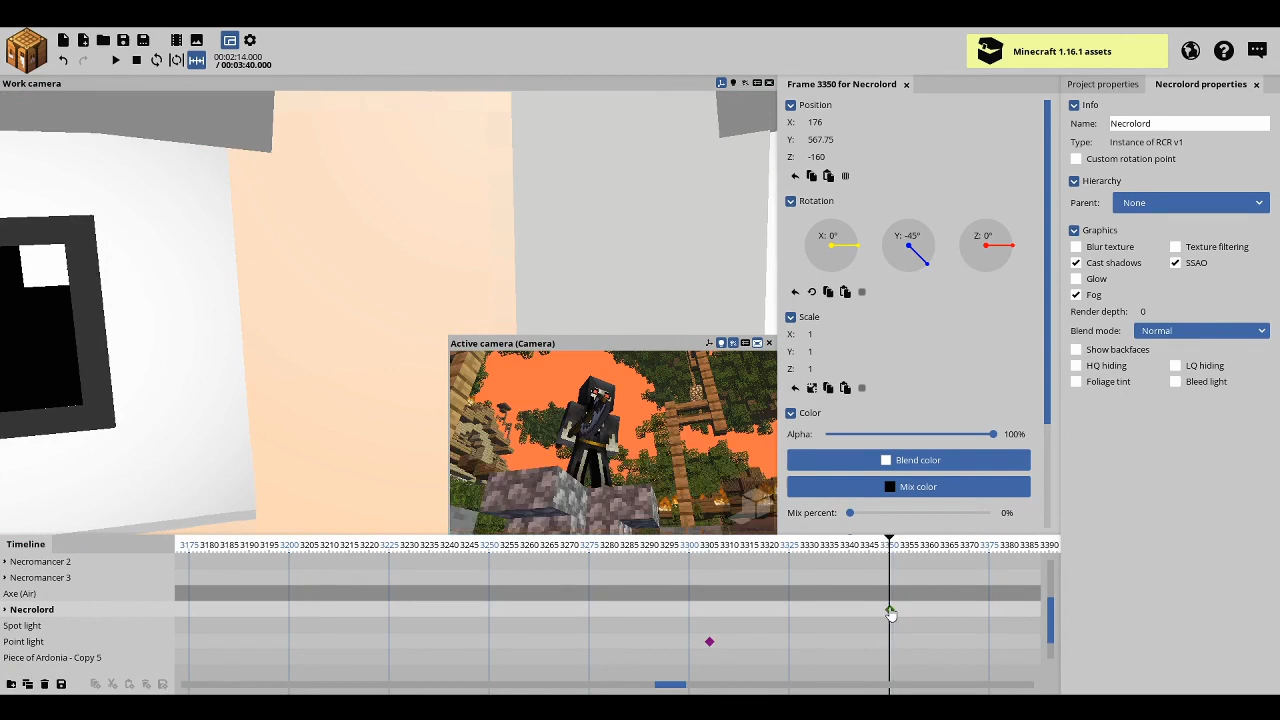 00:02:14.000
/ 00:03:40.000
Minecraft 1.16.1 assets
Work camera
Frame 3350 for Necrolord
Project properties
Necrolord properties
Position
X: 176
Y: 567.75
Z: -160
Rotation
X: 0° Y: -45° Z: 0°
Scale
X: 1
Y: 1
Z: 1
Color
Alpha: 100%
Blend color
Mix color
Mix percent: 0%
Info
Name: Necrolord
Type: Instance of RCR v1
Custom rotation point
Hierarchy
Parent: None
Graphics
Blur texture Texture filtering
Cast shadows SSAO
Glow
Fog
Render depth: 0
Blend mode: Normal
Show backfaces
HQ hiding LQ hiding
Foliage tint Bleed light
Active camera (Camera)
Timeline
3175 3180 3185 3190 3195 3200 3205 3210 3215 3220 3225 3230 3235 3240 3245 3250 3255 3260 3265 3270 3275 3280 3285 3290 3295 3300 3305 3310 3315 3320 3325 3330 3335 3340 3345 3350 3355 3360 3365 3370 3375 3380 3385 3390
Necromancer 2
Necromancer 3
Axe (Air)
Necrolord
Spot light
Point light
Piece of Ardonia - Copy 5